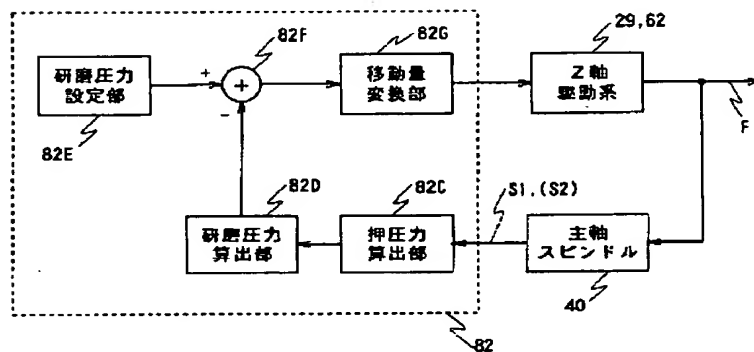 82F
82G
29,62
研磨圧力
設定部
+
+
-
移動量
変換部
Z軸
駆動系
F
82E
82D
82C
S1,(S2)
研磨圧力
算出部
押圧力
算出部
主軸
スピンドル
82
40